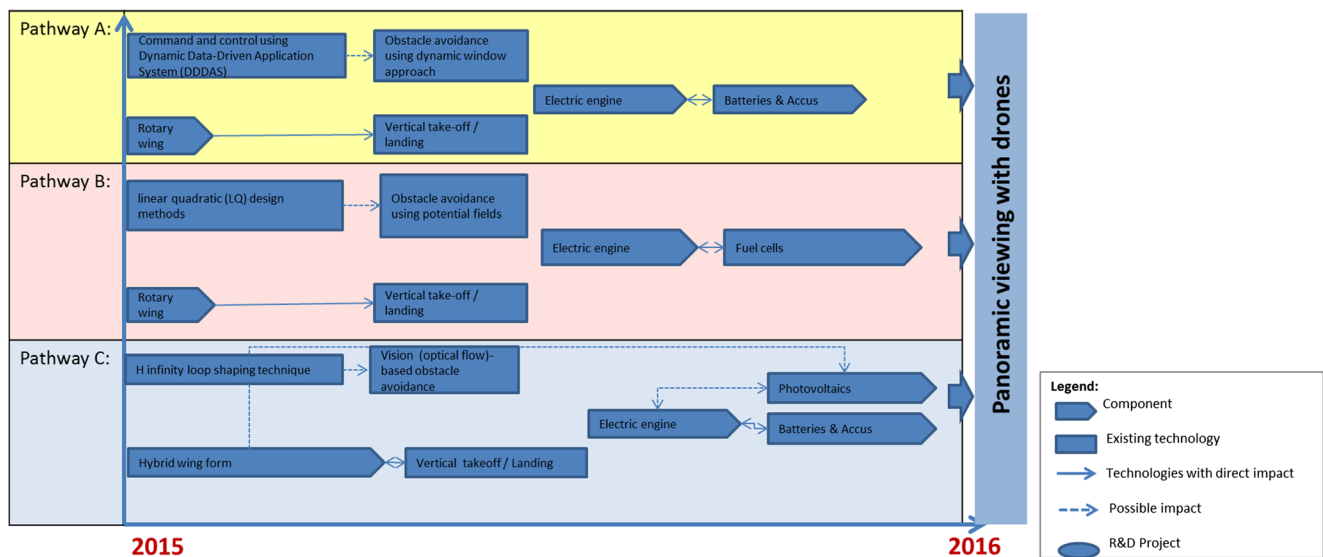 Pathway A:
Command and control using
Dynamic Data-Driven Application
System (DDDAS)
Obstacle avoidance
using dynamic window
approach
Electric engine
Batteries & Accus
Rotary
wing
Vertical take-off /
landing
Pathway B:
linear quadratic (LQ) design
methods
Obstacle avoidance
using potential fields
Electric engine
Fuel cells
Rotary
wing
Vertical take-off /
landing
Pathway C:
H infinity loop shaping technique
Vision (optical flow)-
based obstacle
avoidance
Photovoltaics
Electric engine
Batteries & Accus
Hybrid wing form
Vertical takeoff / Landing
2015
2016
Panoramic viewing with drones
Legend:
Component
Existing technology
Technologies with direct impact
Possible impact
R&D Project